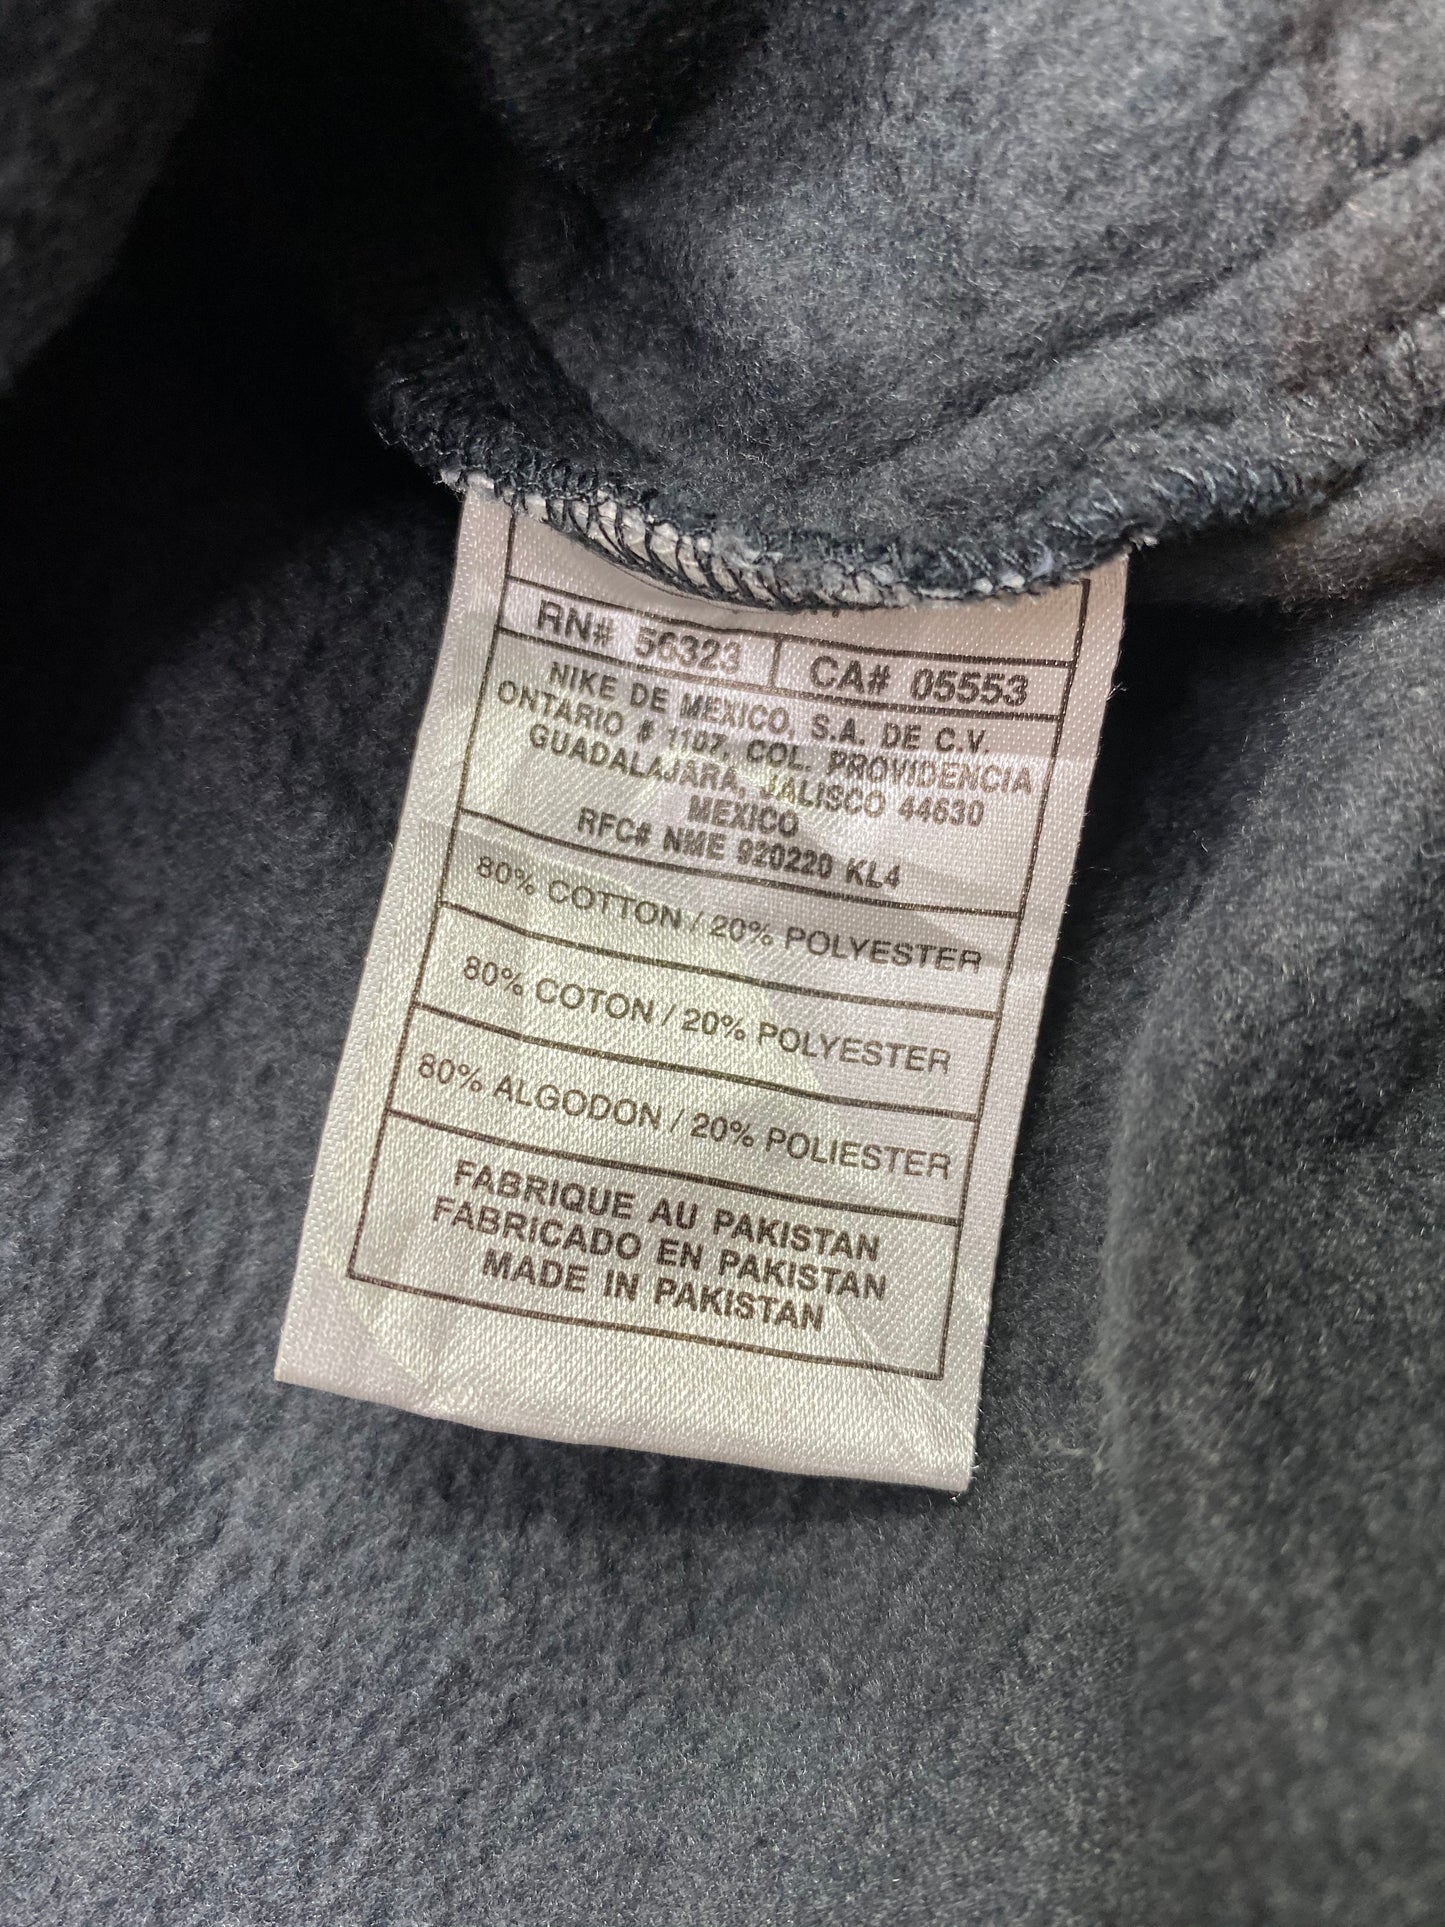 RN# 56323 CA# 05553
NIKE DE MEXICO, S.A. DE C.V.
ONTARIO # 1107, COL. PROVIDENCIA
GUADALAJARA, JALISCO 44630
MEXICO
RFC# NME 920220 KL4
80% COTTON / 20% POLYESTER
80% COTON / 20% POLYESTER
80% ALGODON / 20% POLIESTER
FABRIQUE AU PAKISTAN
FABRICADO EN PAKISTAN
MADE IN PAKISTAN